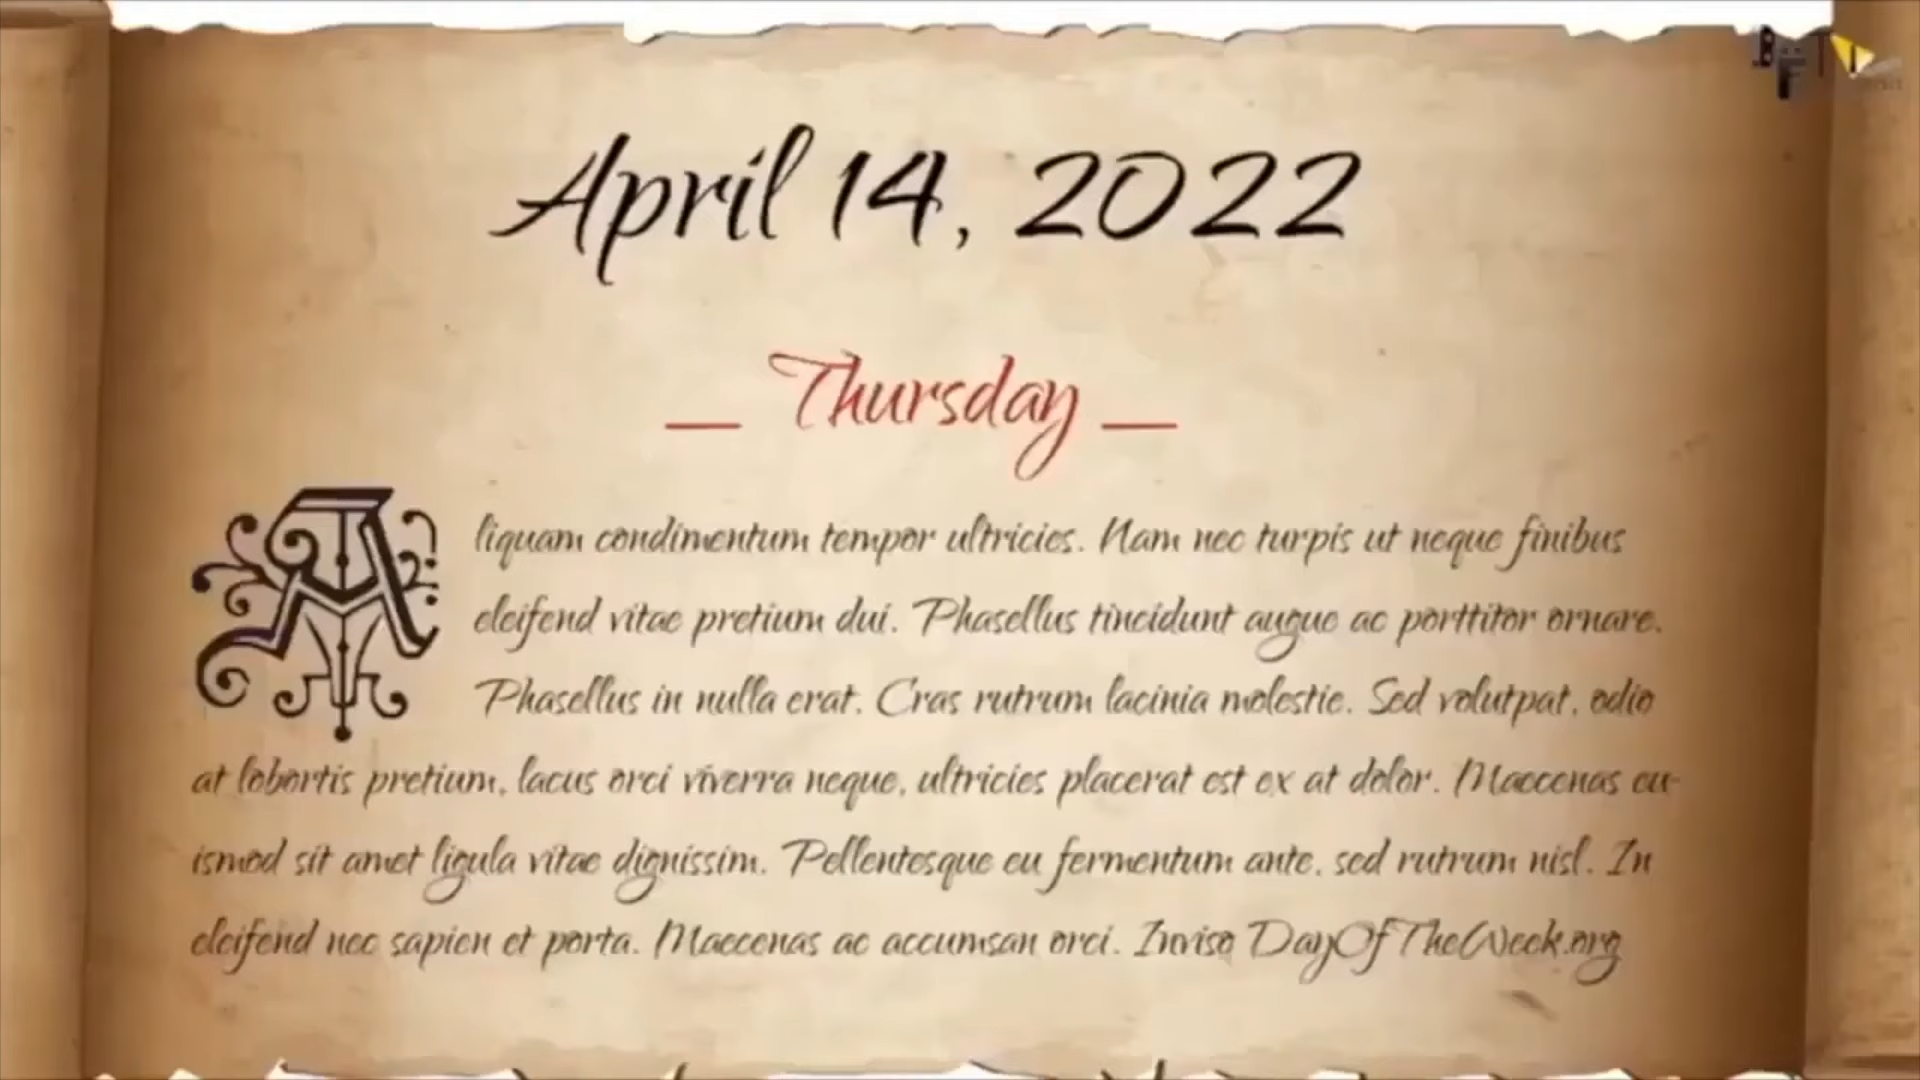 April 14, 2022
Thursday
Aliquam condimentum tempor ultricies. Nam nec turpis ut neque finibus
eleifend vitae pretium dui. Phasellus tincidunt augue ac porttitor ornare.
Phasellus in nulla erat. Cras rutrum lacinia molestie. Sed volutpat, odio
at lobortis pretium, lacus orci viverra neque, ultricies placerat est ex at dolor. Maecenas eu-
ismod sit amet ligula vitae dignissim. Pellentesque eu fermentum ante, sed rutrum nisl. In
eleifend nec sapien et porta. Maecenas ac accumsan orci. Inviso DayOfTheWeek.org